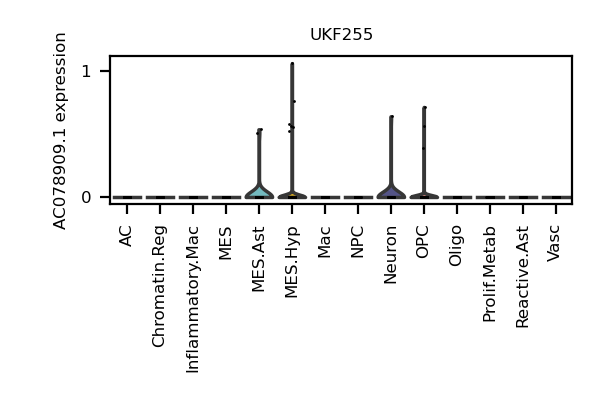 UKF255
AC078909.1 expression
1
0
AC
Chromatin.Reg
Inflammatory.Mac
MES
MES.Ast
MES.Hyp
Mac
NPC
Neuron
OPC
Oligo
Prolif.Metab
Reactive.Ast
Vasc